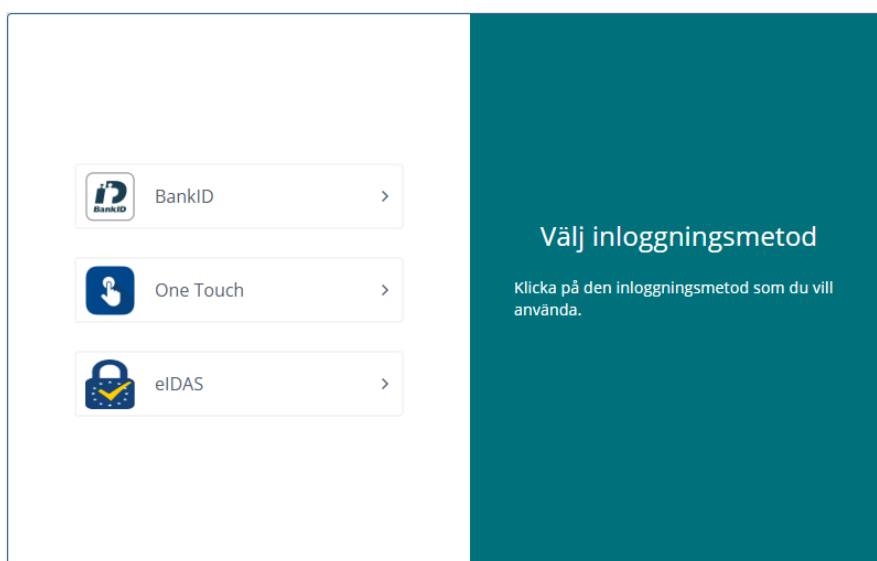 BankID
BankID
One Touch
eIDAS
Välj inloggningsmetod
Klicka på den inloggningsmetod som du vill
använda.